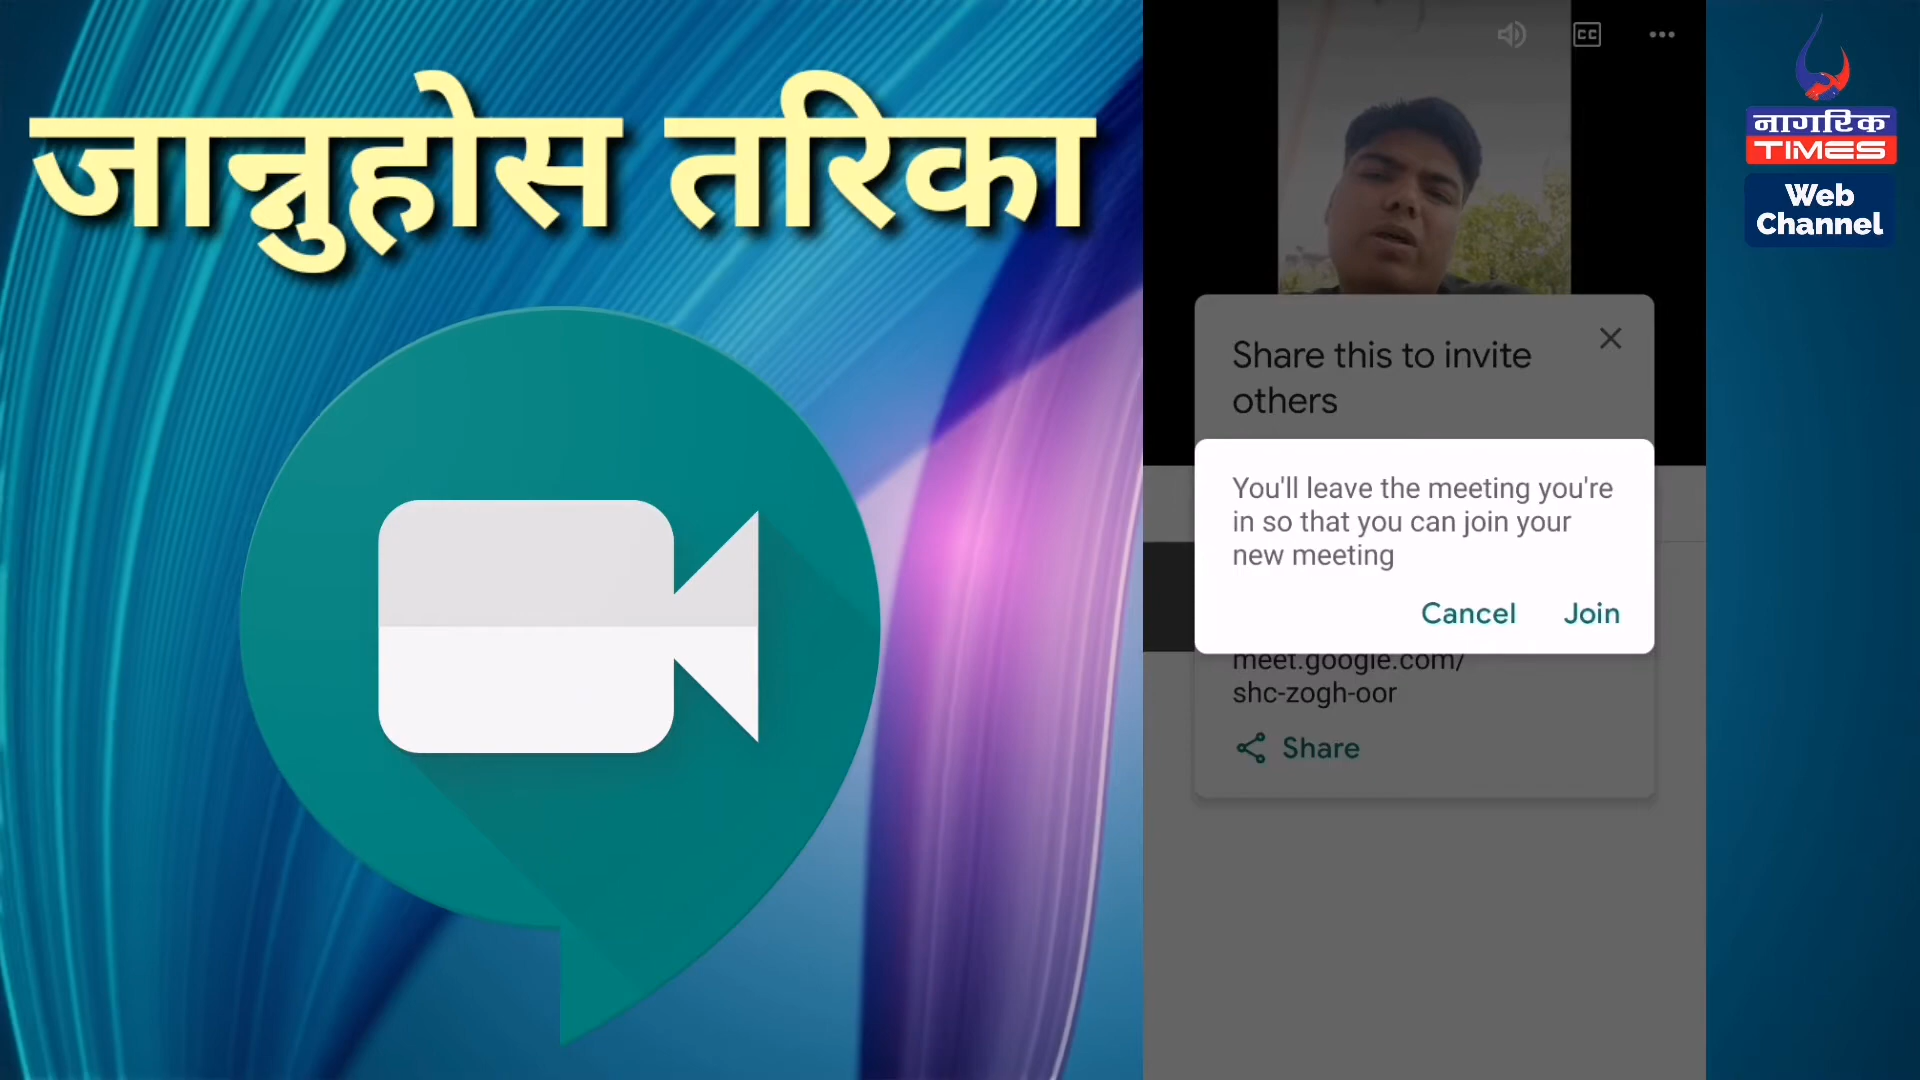 जान्नुहोस तरिका
CC
Share this to invite
others
You'll leave the meeting you're
in so that you can join your
new meeting
Cancel Join
meet.google.com/
shc-zogh-oor
Share
नागरिक
TIMES
Web
Channel